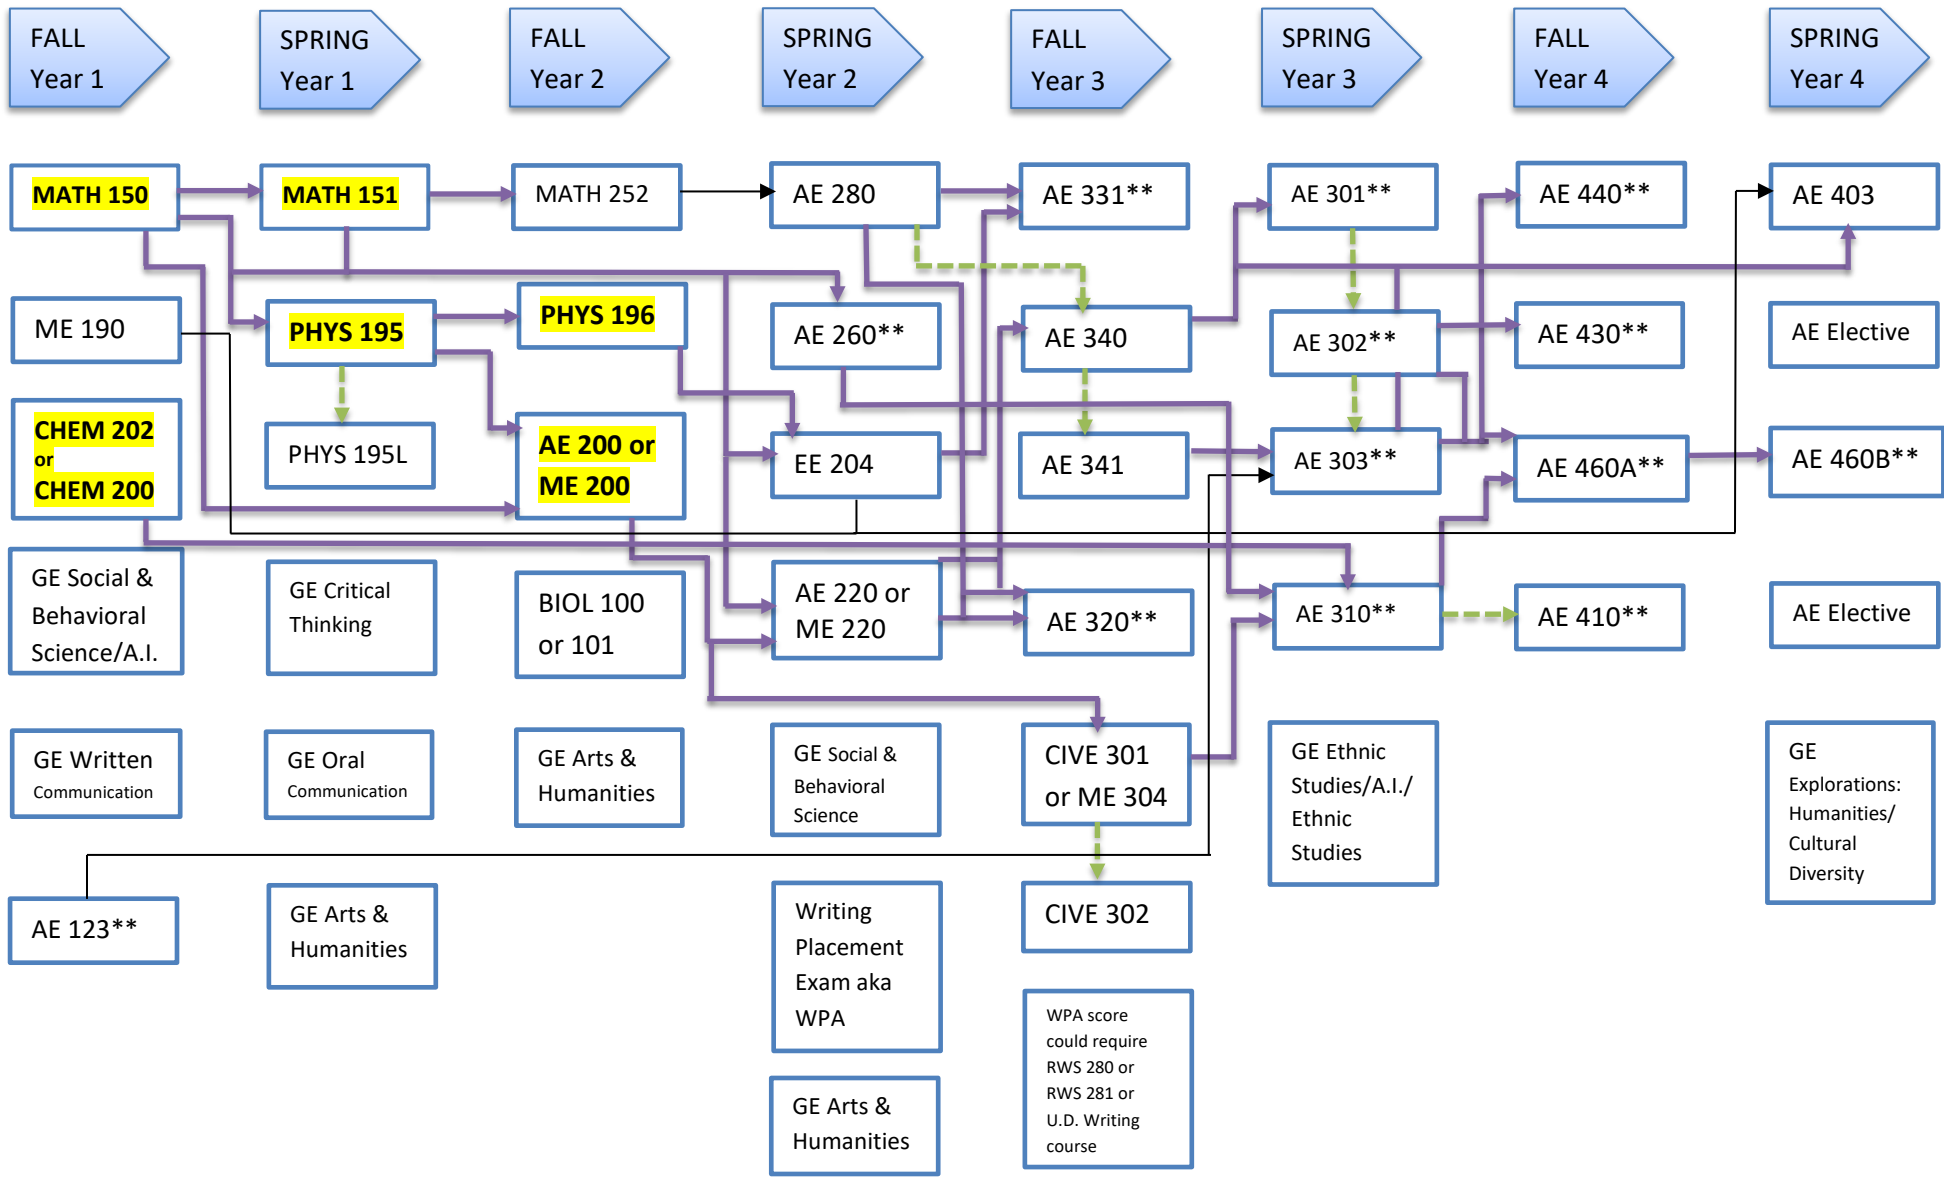 FALL
Year 1
SPRING
Year 1
FALL
Year 2
SPRING
Year 2
FALL
Year 3
SPRING
Year 3
FALL
Year 4
SPRING
Year 4
MATH 150
MATH 151
MATH 252
AE 280
AE 331**
AE 301**
AE 440**
AE 403
ME 190
PHYS 195
PHYS 196
AE 260**
AE 340
AE 302**
AE 430**
AE Elective
CHEM 202
or
CHEM 200
PHYS 195L
AE 200 or
ME 200
EE 204
AE 341
AE 303**
AE 460A**
AE 460B**
GE Social &
Behavioral
Science/A.I.
GE Critical
Thinking
BIOL 100
or 101
AE 220 or
ME 220
AE 320**
AE 310**
AE 410**
AE Elective
GE Written
Communication
GE Oral
Communication
GE Arts &
Humanities
GE Social &
Behavioral
Science
CIVE 301
or ME 304
GE Ethnic
Studies/A.I./
Ethnic
Studies
GE
Explorations:
Humanities/
Cultural
Diversity
AE 123**
GE Arts &
Humanities
Writing
Placement
Exam aka
WPA
CIVE 302
GE Arts &
Humanities
WPA score
could require
RWS 280 or
RWS 281 or
U.D. Writing
course